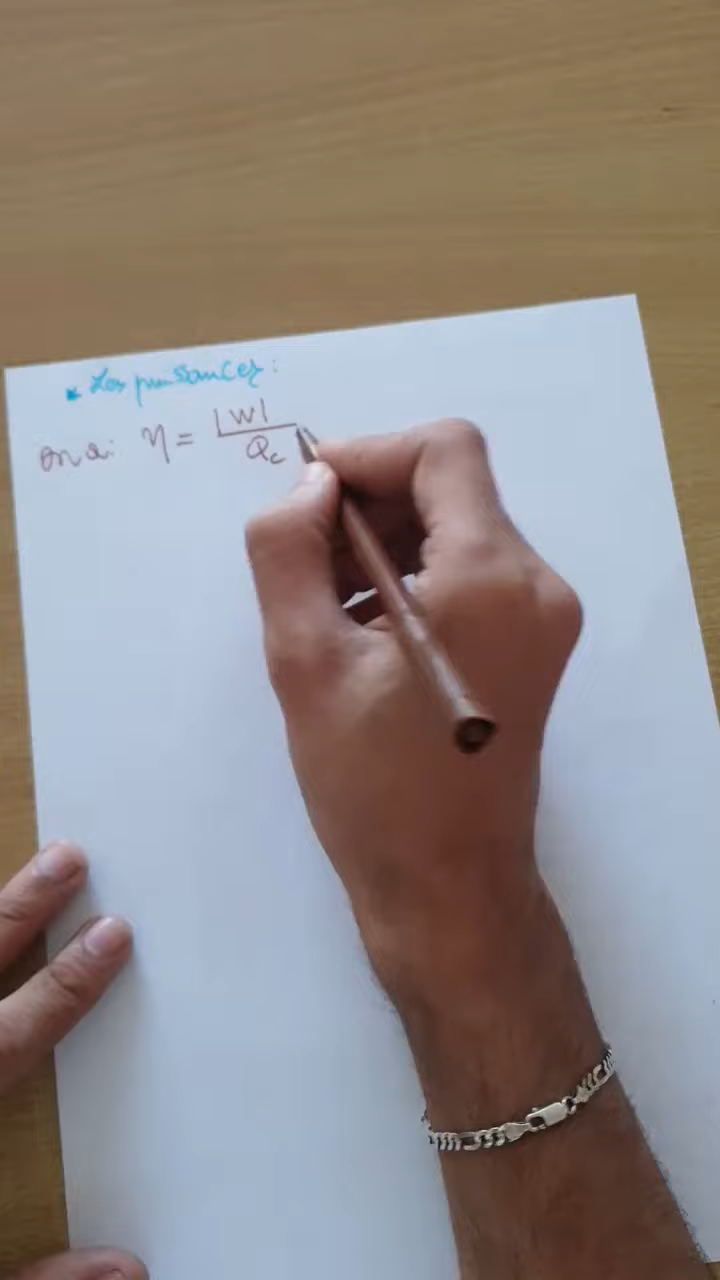 • Les puissances :
on a: η = |W| / Qc